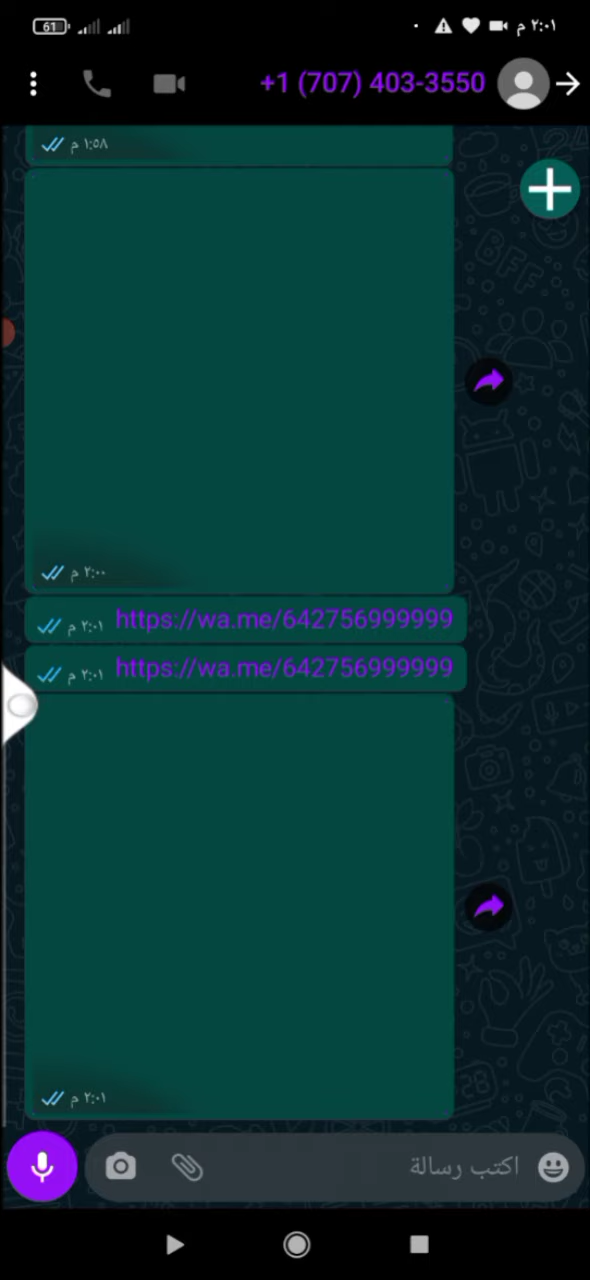 61
٢:٠١ م
+1 (707) 403-3550
١:٥٨ م
٢:٠٠ م
https://wa.me/642756999999
٢:٠١ م
https://wa.me/642756999999
٢:٠١ م
٢:٠١ م
اكتب رسالة